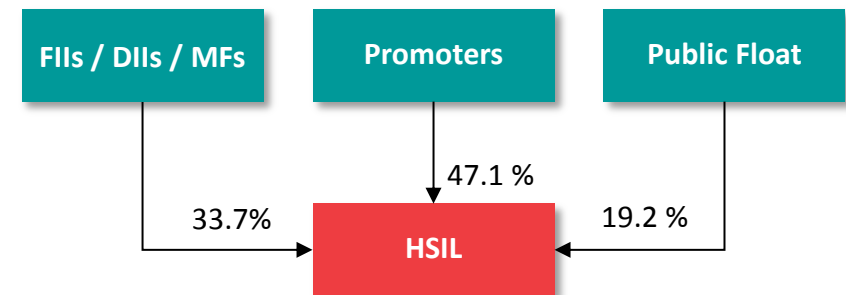 FIIs / DIIs / MFs
Promoters
Public Float
47.1 %
33.7%
19.2 %
HSIL